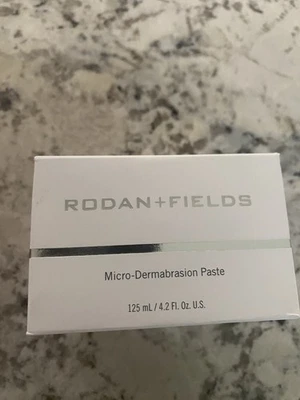 RODAN+FIELDS
Micro-Dermabrasion Paste
125 mL / 4.2 Fl. Oz. U.S.